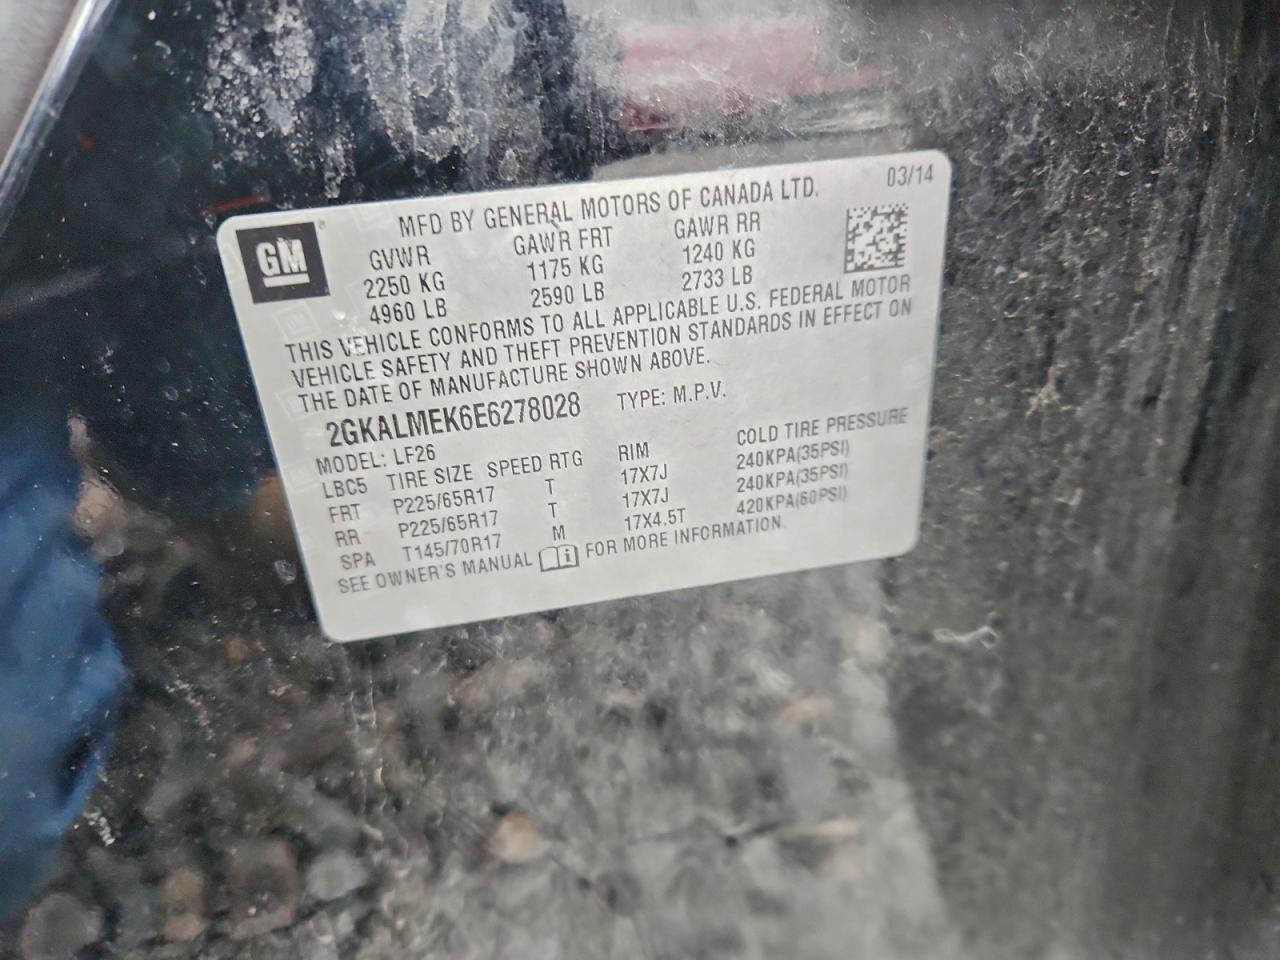 GM
MFD BY GENERAL MOTORS OF CANADA LTD. 03/14
GVWR GAWR FRT GAWR RR
2250 KG 1175 KG 1240 KG
4960 LB 2590 LB 2733 LB
THIS VEHICLE CONFORMS TO ALL APPLICABLE U.S. FEDERAL MOTOR
VEHICLE SAFETY AND THEFT PREVENTION STANDARDS IN EFFECT ON
THE DATE OF MANUFACTURE SHOWN ABOVE.
2GKALMEK6E6278028 TYPE: M.P.V.
MODEL: LF26
LBC5 TIRE SIZE SPEED RTG RIM COLD TIRE PRESSURE
FRT P225/65R17 T 17X7J 240KPA(35PSI)
RR P225/65R17 T 17X7J 240KPA(35PSI)
SPA T145/70R17 M 17X4.5T 420KPA(60PSI)
SEE OWNER'S MANUAL FOR MORE INFORMATION.